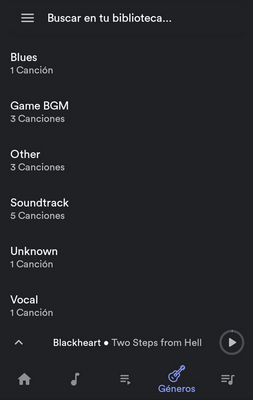 Buscar en tu biblioteca...
Blues
1 Canción
Game BGM
3 Canciones
Other
3 Canciones
Soundtrack
5 Canciones
Unknown
1 Canción
Vocal
1 Canción
Blackheart • Two Steps from Hell
Géneros